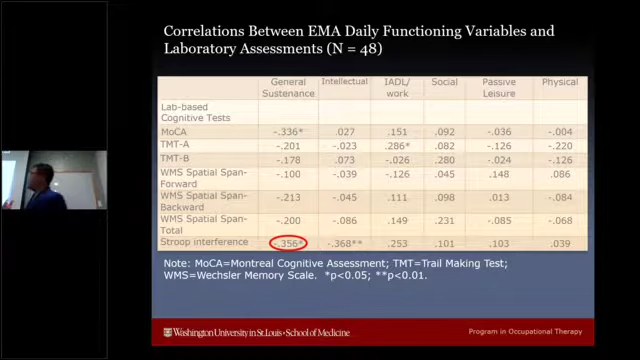 Correlations Between EMA Daily Functioning Variables and
Laboratory Assessments (N = 48)
General Sustenance Intellectual IADL/work Social Passive Leisure Physical
Lab-based Cognitive Tests
MoCA -.336* .027 .151 .092 -.036 -.004
TMT-A -.201 -.023 .286* .082 -.126 -.220
TMT-B -.178 .073 -.026 .280 -.024 -.126
WMS Spatial Span-Forward -.100 -.039 -.126 .045 .148 .086
WMS Spatial Span-Backward -.213 -.045 .111 .098 .013 -.084
WMS Spatial Span-Total -.200 -.086 .149 .231 -.085 -.068
Stroop interference -.356* -.368** .253 .101 .103 .039
Note: MoCA=Montreal Cognitive Assessment; TMT=Trail Making Test;
WMS=Wechsler Memory Scale. *p<0.05; **p<0.01.
Washington University in St. Louis • School of Medicine
Program in Occupational Therapy